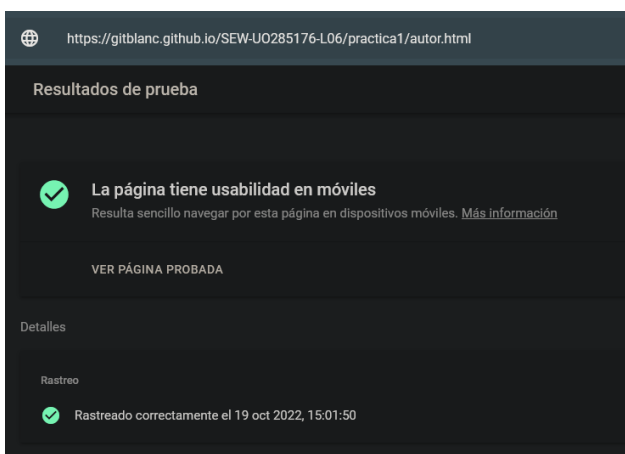 https://gitblanc.github.io/SEW-UO285176-L06/practica1/autor.html
Resultados de prueba
La página tiene usabilidad en móviles
Resulta sencillo navegar por esta página en dispositivos móviles. Más información
VER PÁGINA PROBADA
Detalles
Rastreo
Rastreado correctamente el 19 oct 2022, 15:01:50